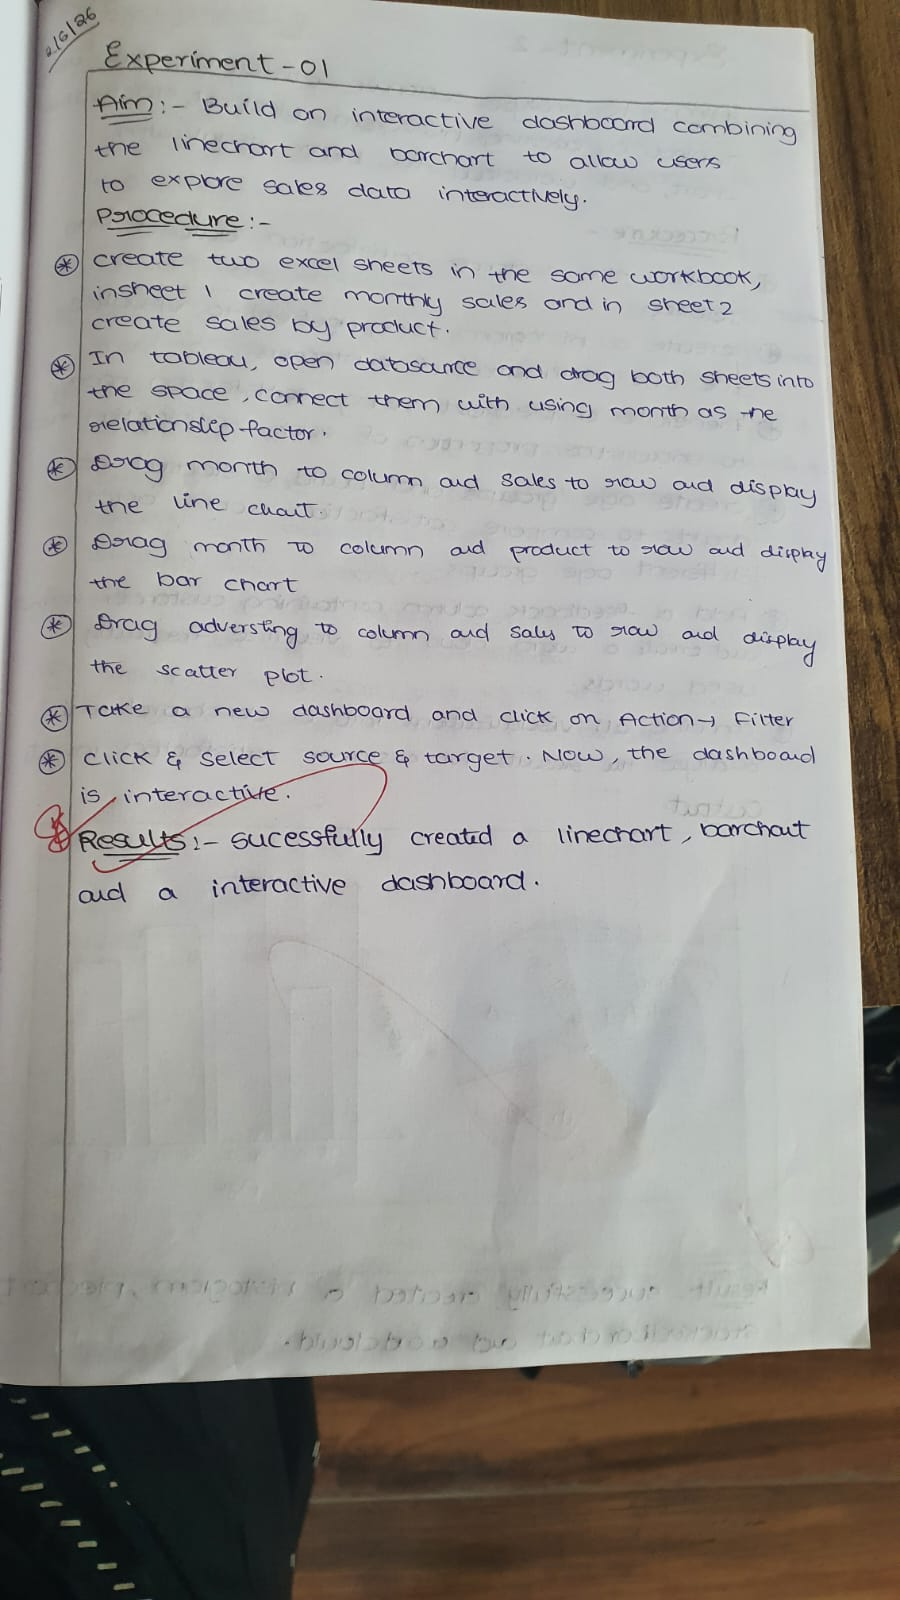 2/6/26
Experiment-01
Aim:- Build on interactive dashboard combining
the linechart and barchart to allow users
to explore sales data interactively.
Procedure:-
* create two excel sheets in the same workbook,
insheet 1 create monthly sales and in sheet2
create sales by product.
* In tableau, open datasource and drag both sheets into
the space, connect them with using month as the
relationslip factor.
* Drag month to column and sales to row and display
the line chart.
* Drag month to column and product to row and display
the bar chart
* Drag adversting to column and sales to row and display
the scatter plot.
* Take a new dashboard and click on Action→ Filter
* click & select source & target. Now, the dashboard
is interactive.
Results:- sucessfully created a linechart, barchart
and a interactive dashboard.